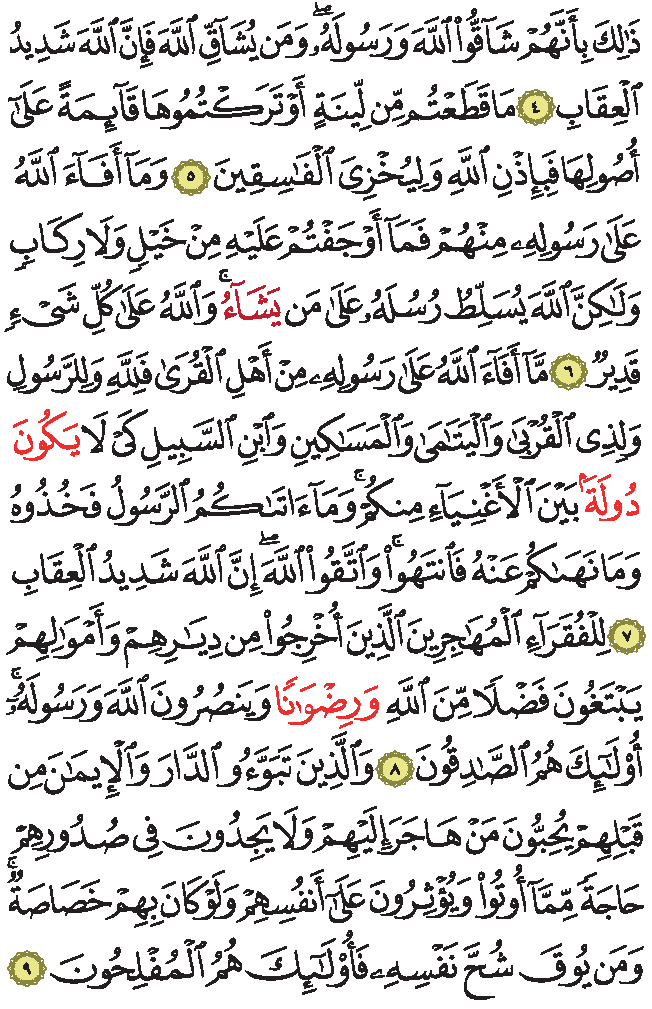 ذَٰلِكَ بِأَنَّهُمْ شَآقُّوا۟ ٱللَّهَ وَرَسُولَهُۥ ۖ وَمَن يُشَآقِّ ٱللَّهَ فَإِنَّ ٱللَّهَ شَدِيدُ
ٱلْعِقَابِ ٤ مَا قَطَعْتُم مِّن لِّينَةٍ أَوْ تَرَكْتُمُوهَا قَآئِمَةً عَلَىٰٓ
أُصُولِهَا فَبِإِذْنِ ٱللَّهِ وَلِيُخْزِىَ ٱلْفَٰسِقِينَ ٥ وَمَآ أَفَآءَ ٱللَّهُ
عَلَىٰ رَسُولِهِۦ مِنْهُمْ فَمَآ أَوْجَفْتُمْ عَلَيْهِ مِنْ خَيْلٍ وَلَا رِكَابٍ
وَلَٰكِنَّ ٱللَّهَ يُسَلِّطُ رُسُلَهُۥ عَلَىٰ مَن يَشَآءُ ۚ وَٱللَّهُ عَلَىٰ كُلِّ شَىْءٍ
قَدِيرٌ ٦ مَّآ أَفَآءَ ٱللَّهُ عَلَىٰ رَسُولِهِۦ مِنْ أَهْلِ ٱلْقُرَىٰ فَلِلَّهِ وَلِلرَّسُولِ
وَلِذِى ٱلْقُرْبَىٰ وَٱلْيَتَٰمَىٰ وَٱلْمَسَٰكِينِ وَٱبْنِ ٱلسَّبِيلِ كَىْ لَا يَكُونَ
دُولَةًۢ بَيْنَ ٱلْأَغْنِيَآءِ مِنكُمْ ۚ وَمَآ ءَاتَىٰكُمُ ٱلرَّسُولُ فَخُذُوهُ
وَمَا نَهَىٰكُمْ عَنْهُ فَٱنتَهُوا۟ ۚ وَٱتَّقُوا۟ ٱللَّهَ ۖ إِنَّ ٱللَّهَ شَدِيدُ ٱلْعِقَابِ
٧ لِلْفُقَرَآءِ ٱلْمُهَٰجِرِينَ ٱلَّذِينَ أُخْرِجُوا۟ مِن دِيَٰرِهِمْ وَأَمْوَٰلِهِمْ
يَبْتَغُونَ فَضْلًا مِّنَ ٱللَّهِ وَرِضْوَٰنًا وَيَنصُرُونَ ٱللَّهَ وَرَسُولَهُۥٓ ۚ
أُو۟لَٰٓئِكَ هُمُ ٱلصَّٰدِقُونَ ٨ وَٱلَّذِينَ تَبَوَّءُو ٱلدَّارَ وَٱلْإِيمَٰنَ مِن
قَبْلِهِمْ يُحِبُّونَ مَنْ هَاجَرَ إِلَيْهِمْ وَلَا يَجِدُونَ فِى صُدُورِهِمْ
حَاجَةً مِّمَّآ أُوتُوا۟ وَيُؤْثِرُونَ عَلَىٰٓ أَنفُسِهِمْ وَلَوْ كَانَ بِهِمْ خَصَاصَةٌ ۚ
وَمَن يُوقَ شُحَّ نَفْسِهِۦ فَأُو۟لَٰٓئِكَ هُمُ ٱلْمُفْلِحُونَ ٩